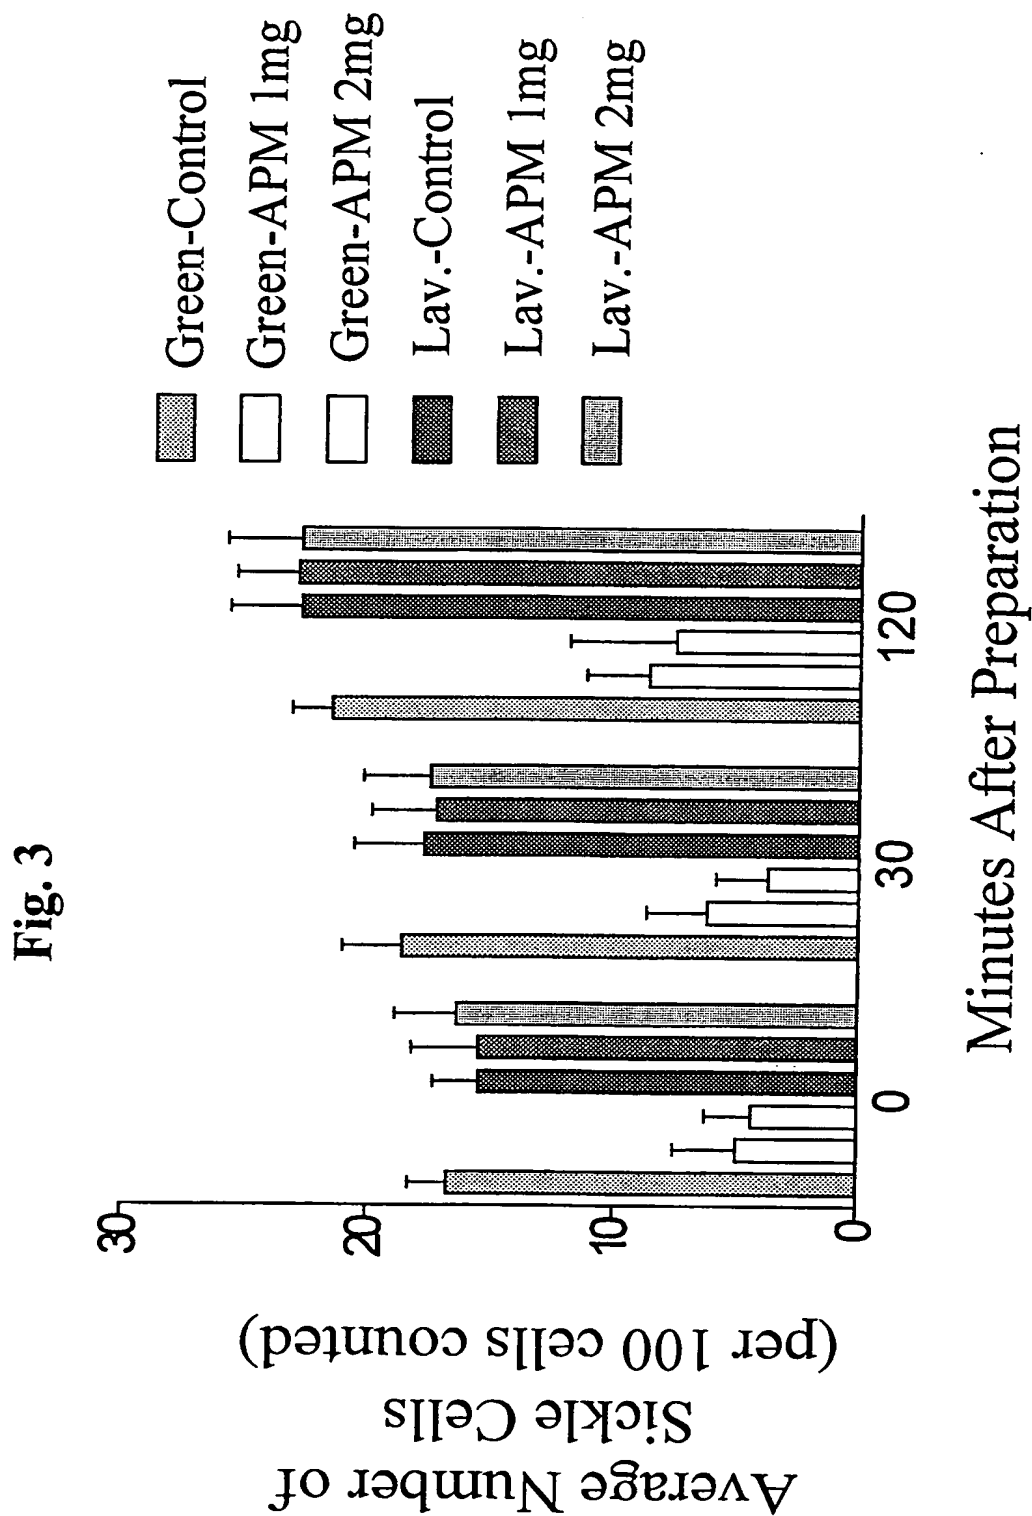 Fig. 3
Average Number of
Sickle Cells
(per 100 cells counted)
30
20
10
0
0
30
120
Minutes After Preparation
Green-Control
Green-APM 1mg
Green-APM 2mg
Lav.-Control
Lav.-APM 1mg
Lav.-APM 2mg